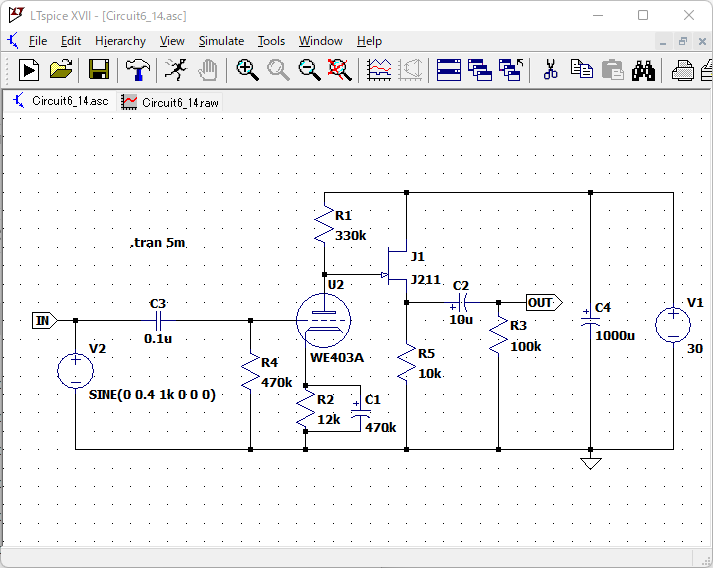 LTspice XVII - [Circuit6_14.asc]
File Edit Hierarchy View Simulate Tools Window Help
Circuit6_14.asc Circuit6_14.raw
.tran 5m
R1
330k
J1
J211
U2
WE403A
C2
10u
OUT
C4
1000u
V1
30
IN
C3
0.1u
R3
100k
V2
SINE(0 0.4 1k 0 0 0)
R4
470k
R5
10k
R2
12k
C1
470k